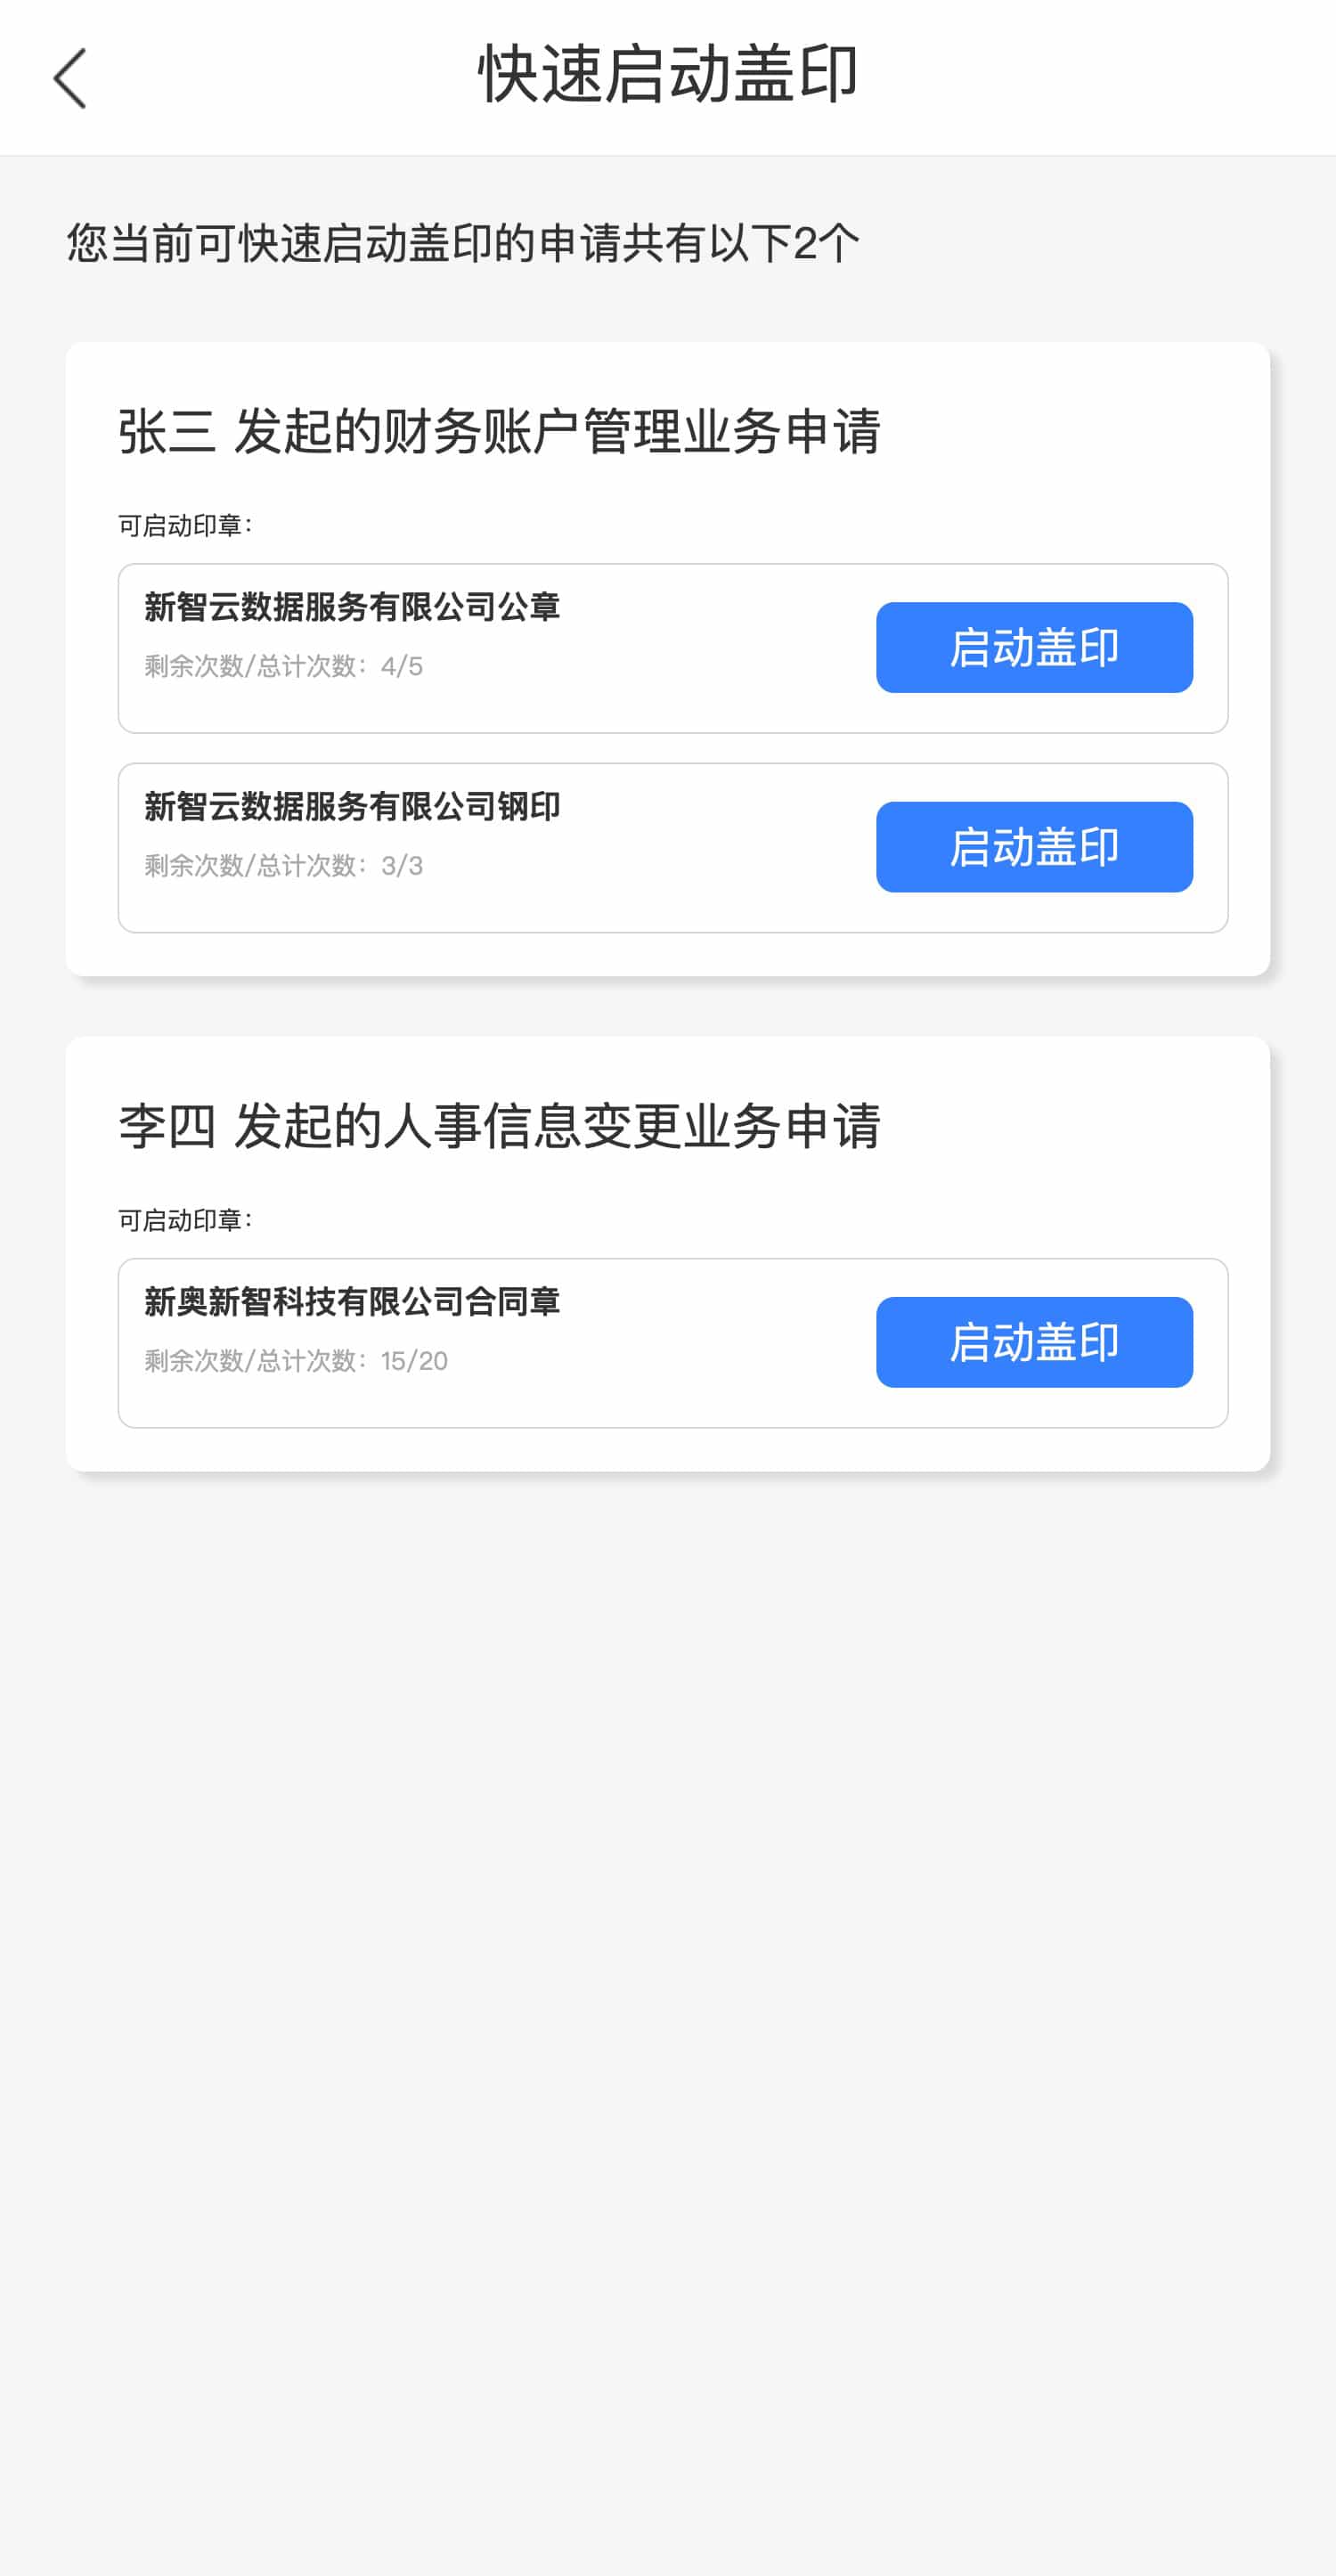 快速启动盖印
您当前可快速启动盖印的申请共有以下2个
张三 发起的财务账户管理业务申请
可启动印章：
新智云数据服务有限公司公章
启动盖印
剩余次数/总计次数：4/5
新智云数据服务有限公司钢印
启动盖印
剩余次数/总计次数：3/3
李四 发起的人事信息变更业务申请
可启动印章：
新奥新智科技有限公司合同章
启动盖印
剩余次数/总计次数：15/20